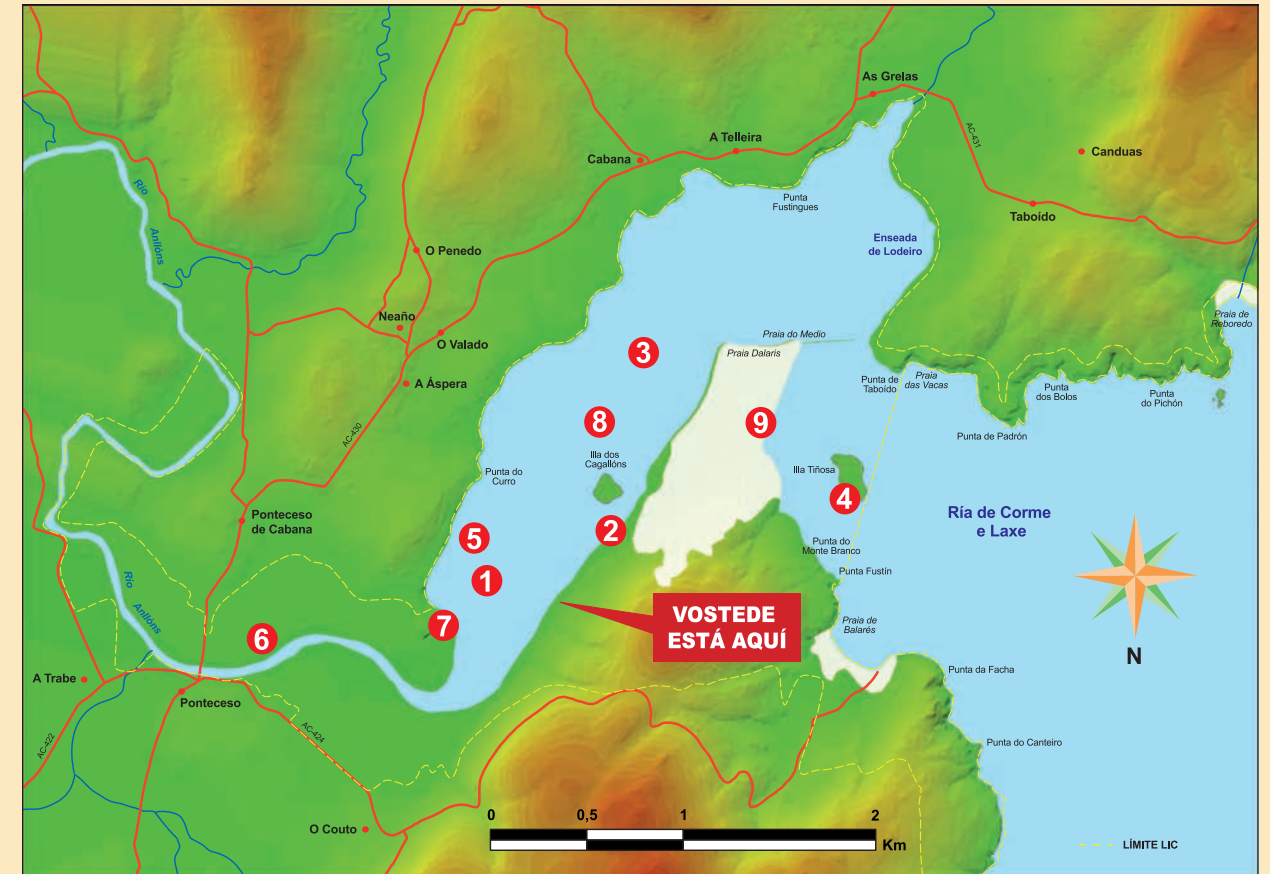 As Grelas
A Telleira
Cabana
AC-431
Canduas
Punta
Fustingues
Taboído
Río
Anllóns
Enseada
de Lodeiro
O Penedo
Praia de
Reboredo
Neaño
O Valado
Praia do Medio
3
Praia Dalaris
A Áspera
Punta de
Taboído
Praia
das Vacas
Punta
dos Bolos
Punta
do Pichón
8
9
AC-430
Punta de Padrón
Illa dos
Cagallóns
Punta do
Curro
Illa Tiñosa
4
Ponteceso
de Cabana
Ría de Corme
e Laxe
5
2
Punta do
Monte Branco
1
Punta Fustín
Río
Anllóns
VOSTEDE
ESTÁ AQUÍ
7
6
Praia de
Balarés
N
A Trabe
Punta da Facha
Ponteceso
AC-422
AC-424
Punta do Canteiro
O Couto
0
0,5
1
2
Km
LÍMITE LIC